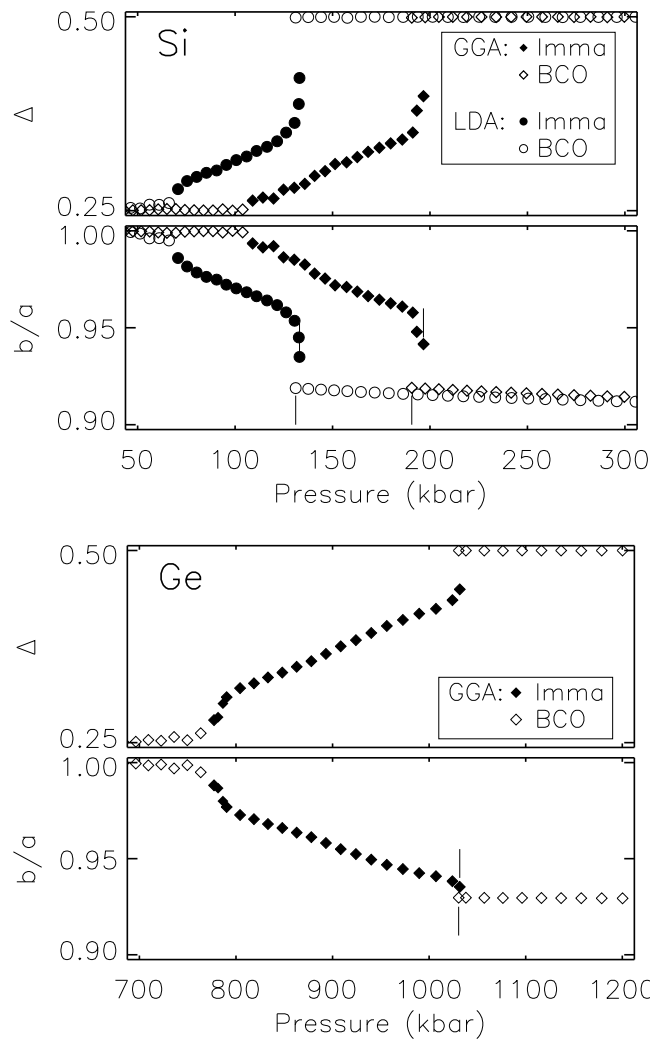 0.50
Si
GGA: Imma
BCO
LDA: Imma
BCO
Δ
0.25
1.00
b/a
0.95
0.90
50 100 150 200 250 300
Pressure (kbar)
0.50
Ge
Δ
GGA: Imma
BCO
0.25
1.00
b/a
0.95
0.90
700 800 900 1000 1100 1200
Pressure (kbar)